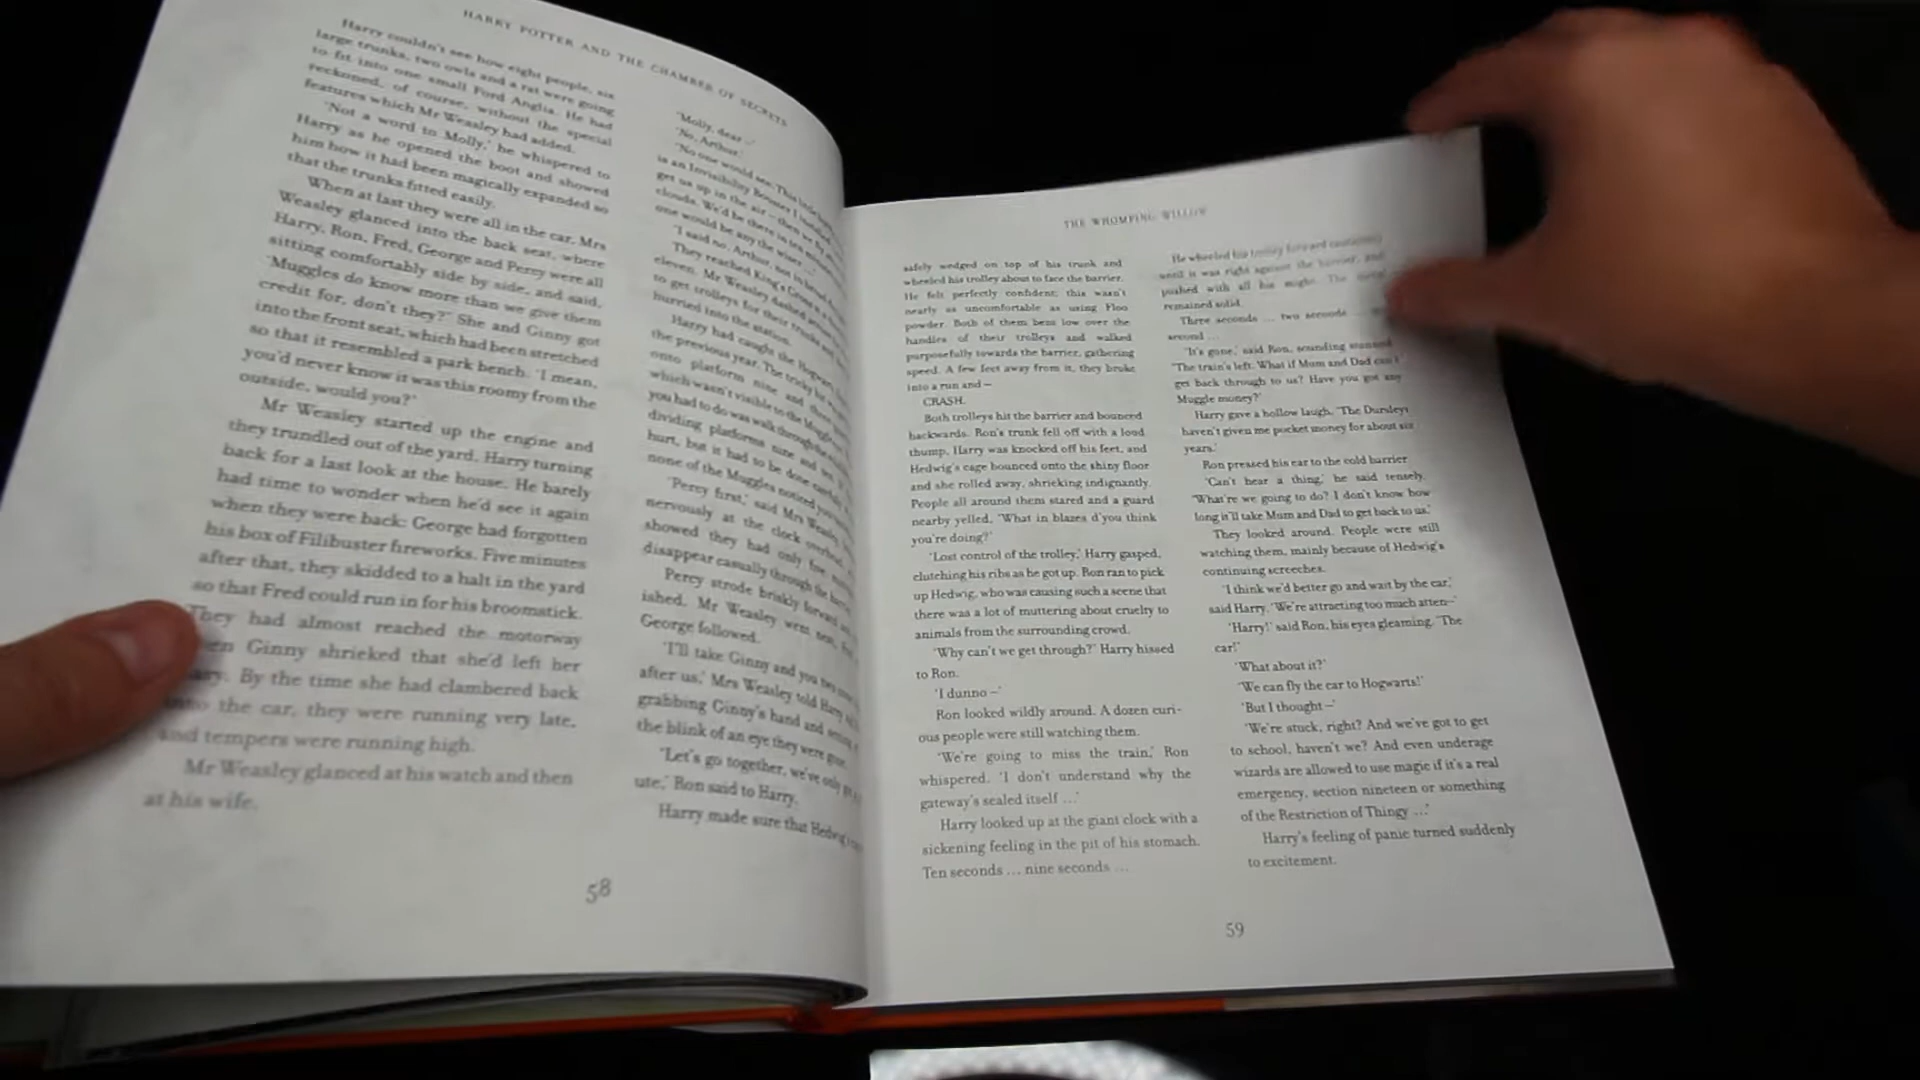 HARRY POTTER AND THE CHAMBER OF SECRETS
Harry couldn't see how eight people, six
large trunks, two owls and a rat were going
to fit into one small Ford Anglia. He had
reckoned, of course, without the special
features which Mr Weasley had added.
'Not a word to Molly,' he whispered to
Harry as he opened the boot and showed
him how it had been magically expanded so
that the trunks fitted easily.
When at last they were all in the car, Mrs
Weasley glanced into the back seat, where
Harry, Ron, Fred, George and Percy were all
sitting comfortably side by side, and said,
'Muggles do know more than we give them
credit for, don't they?' She and Ginny got
into the front seat, which had been stretched
so that it resembled a park bench. 'I mean,
you'd never know it was this roomy from the
outside, would you?'
Mr Weasley started up the engine and
they trundled out of the yard, Harry turning
back for a last look at the house. He barely
had time to wonder when he'd see it again
when they were back: George had forgotten
his box of Filibuster fireworks. Five minutes
after that, they skidded to a halt in the yard
so that Fred could run in for his broomstick.
They had almost reached the motorway
Ginny shrieked that she'd left her
By the time she had clambered back
into the car, they were running very late,
and tempers were running high.
Mr Weasley glanced at his watch and then
at his wife.
'Molly, dear –'
'No, Arthur.'
'No one would see. This little
is an Invisibility Booster I installed
get us up in the air – then we fly
clouds. We'd be there in ten
one would be any the wiser ...'
'I said no, Arthur, not in broad
They reached King's Cross at a
eleven. Mr Weasley dashed
to get trolleys for their trunks
hurried into the station.
Harry had caught the Hogwarts
the previous year. The tricky
onto platform nine and three
which wasn't visible to the Muggle
you had to do was walk through the
dividing platforms nine and ten.
hurt, but it had to be done
none of the Muggles noticed you
'Percy first,' said Mrs Weasley,
nervously at the clock overhead,
showed they had only five
disappear casually through the
Percy strode briskly forward
ished. Mr Weasley went next,
George followed.
'I'll take Ginny and you two
after us,' Mrs Weasley told Harry
grabbing Ginny's hand and setting
the blink of an eye they were gone.
'Let's go together, we've only
ute,' Ron said to Harry.
Harry made sure that Hedwig's
58
THE WHOMPING WILLOW
safely wedged on top of his trunk and
wheeled his trolley about to face the barrier.
He felt perfectly confident; this wasn't
nearly as uncomfortable as using Floo
powder. Both of them bent low over the
handles of their trolleys and walked
purposefully towards the barrier, gathering
speed. A few feet away from it, they broke
into a run and –
CRASH.
Both trolleys hit the barrier and bounced
backwards. Ron's trunk fell off with a loud
thump, Harry was knocked off his feet, and
Hedwig's cage bounced onto the shiny floor
and she rolled away, shrieking indignantly.
People all around them stared and a guard
nearby yelled, 'What in blazes d'you think
you're doing?'
'Lost control of the trolley,' Harry gasped,
clutching his ribs as he got up. Ron ran to pick
up Hedwig, who was causing such a scene that
there was a lot of muttering about cruelty to
animals from the surrounding crowd.
'Why can't we get through?' Harry hissed
to Ron.
'I dunno –'
Ron looked wildly around. A dozen curi-
ous people were still watching them.
'We're going to miss the train,' Ron
whispered. 'I don't understand why the
gateway's sealed itself ...'
Harry looked up at the giant clock with a
sickening feeling in the pit of his stomach.
Ten seconds ... nine seconds ...
He wheeled his trolley forward cautiously
until it was right against the barrier, and
pushed with all his might. The metal
remained solid.
Three seconds ... two seconds ...
second ...
'It's gone,' said Ron, sounding stunned.
'The train's left. What if Mum and Dad can't
get back through to us? Have you got any
Muggle money?'
Harry gave a hollow laugh. 'The Dursleys
haven't given me pocket money for about six
years.'
Ron pressed his ear to the cold barrier.
'Can't hear a thing,' he said tensely.
'What're we going to do? I don't know how
long it'll take Mum and Dad to get back to us.'
They looked around. People were still
watching them, mainly because of Hedwig's
continuing screeches.
'I think we'd better go and wait by the car,'
said Harry. 'We're attracting too much atten–'
'Harry!' said Ron, his eyes gleaming. 'The
car!'
'What about it?'
'We can fly the car to Hogwarts!'
'But I thought –'
'We're stuck, right? And we've got to get
to school, haven't we? And even underage
wizards are allowed to use magic if it's a real
emergency, section nineteen or something
of the Restriction of Thingy ...'
Harry's feeling of panic turned suddenly
to excitement.
59